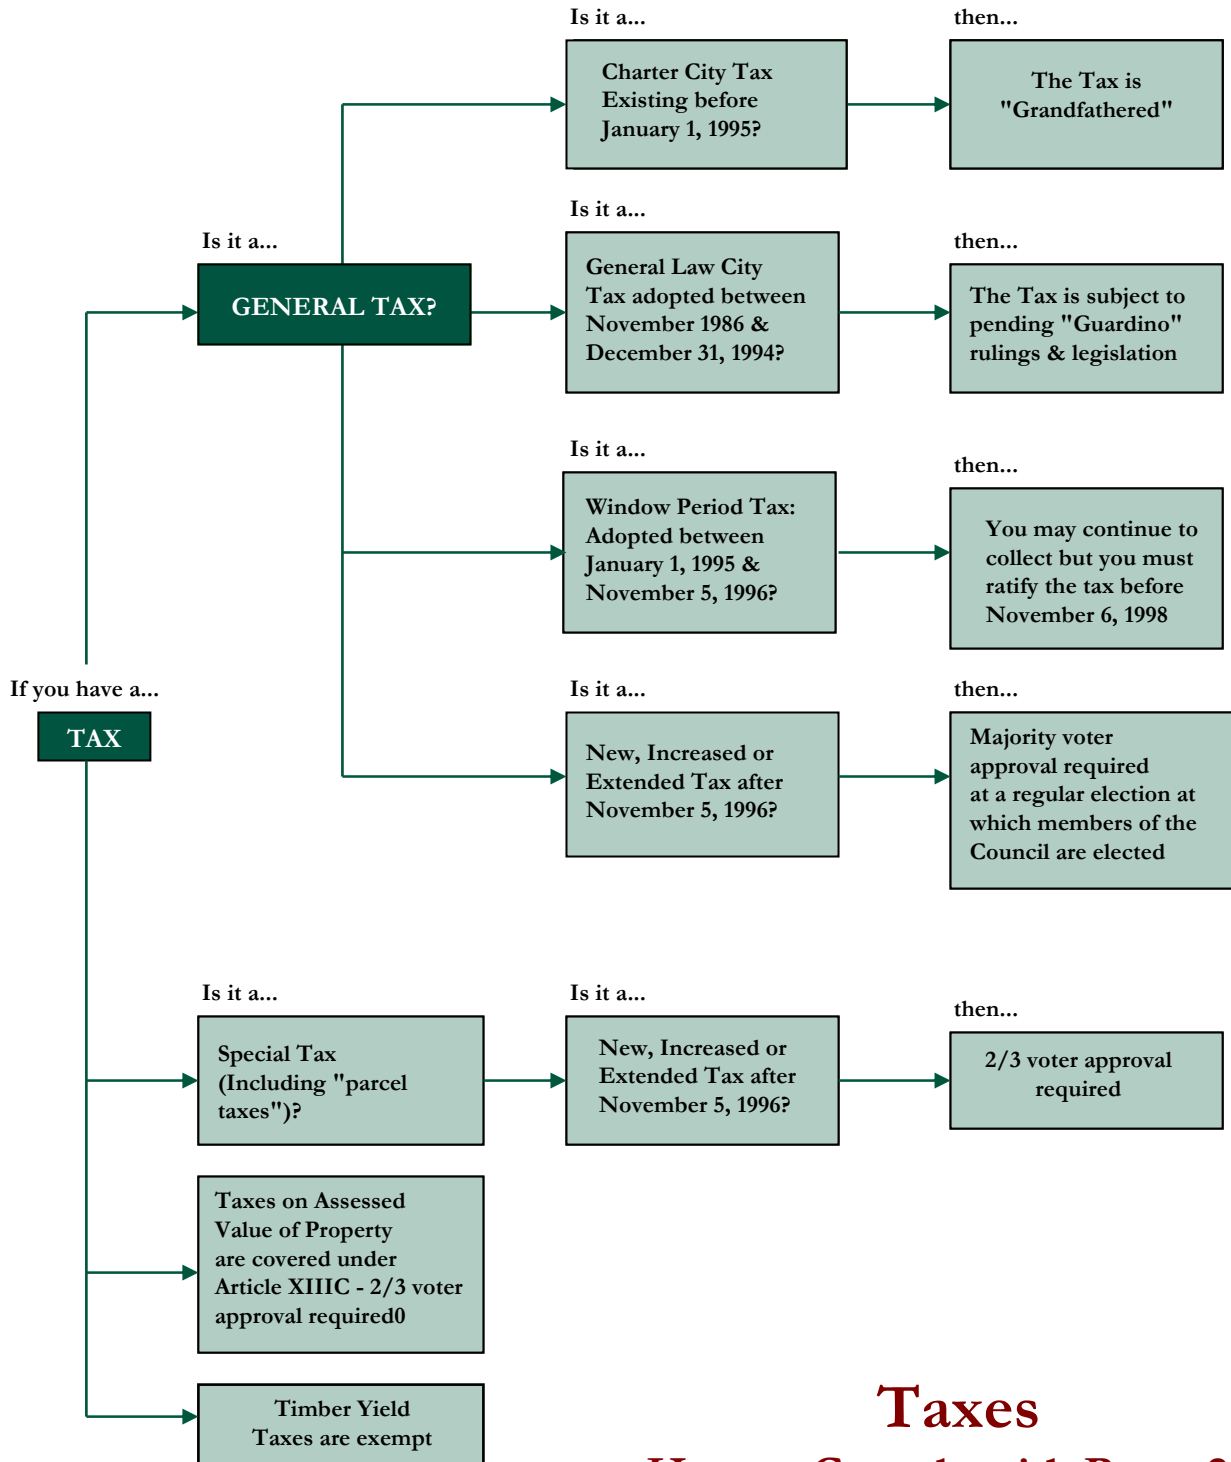 Is it a...
then...
Charter City Tax
Existing before
January 1, 1995?
The Tax is
"Grandfathered"
Is it a...
Is it a...
then...
GENERAL TAX?
General Law City
Tax adopted between
November 1986 &
December 31, 1994?
The Tax is subject to
pending "Guardino"
rulings & legislation
Is it a...
then...
Window Period Tax:
Adopted between
January 1, 1995 &
November 5, 1996?
You may continue to
collect but you must
ratify the tax before
November 6, 1998
If you have a...
TAX
Is it a...
then...
New, Increased or
Extended Tax after
November 5, 1996?
Majority voter
approval required
at a regular election at
which members of the
Council are elected
Is it a...
Is it a...
then...
Special Tax
(Including "parcel
taxes")?
New, Increased or
Extended Tax after
November 5, 1996?
2/3 voter approval
required
Taxes on Assessed
Value of Property
are covered under
Article XIIIC - 2/3 voter
approval required0
Timber Yield
Taxes are exempt
Taxes